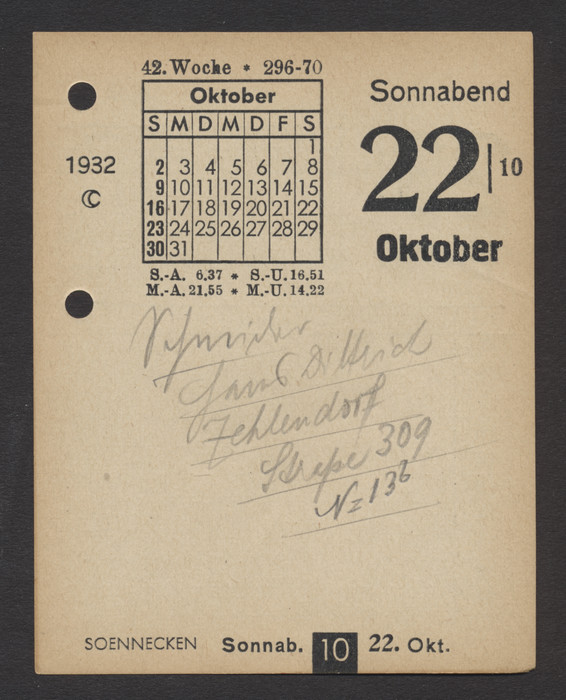 42. Woche * 296-70
Oktober
S M D M D F S
1
2 3 4 5 6 7 8
9 10 11 12 13 14 15
16 17 18 19 20 21 22
23 24 25 26 27 28 29
30 31
S.-A. 6.37 * S.-U. 16.51
M.-A. 21.55 * M.-U. 14.22
1932
Sonnabend
22 | 10
Oktober
Schneider
Hans Dittrich
Zehlendorf
Straße 309
N= 13
SOENNECKEN Sonnab. 10 22. Okt.